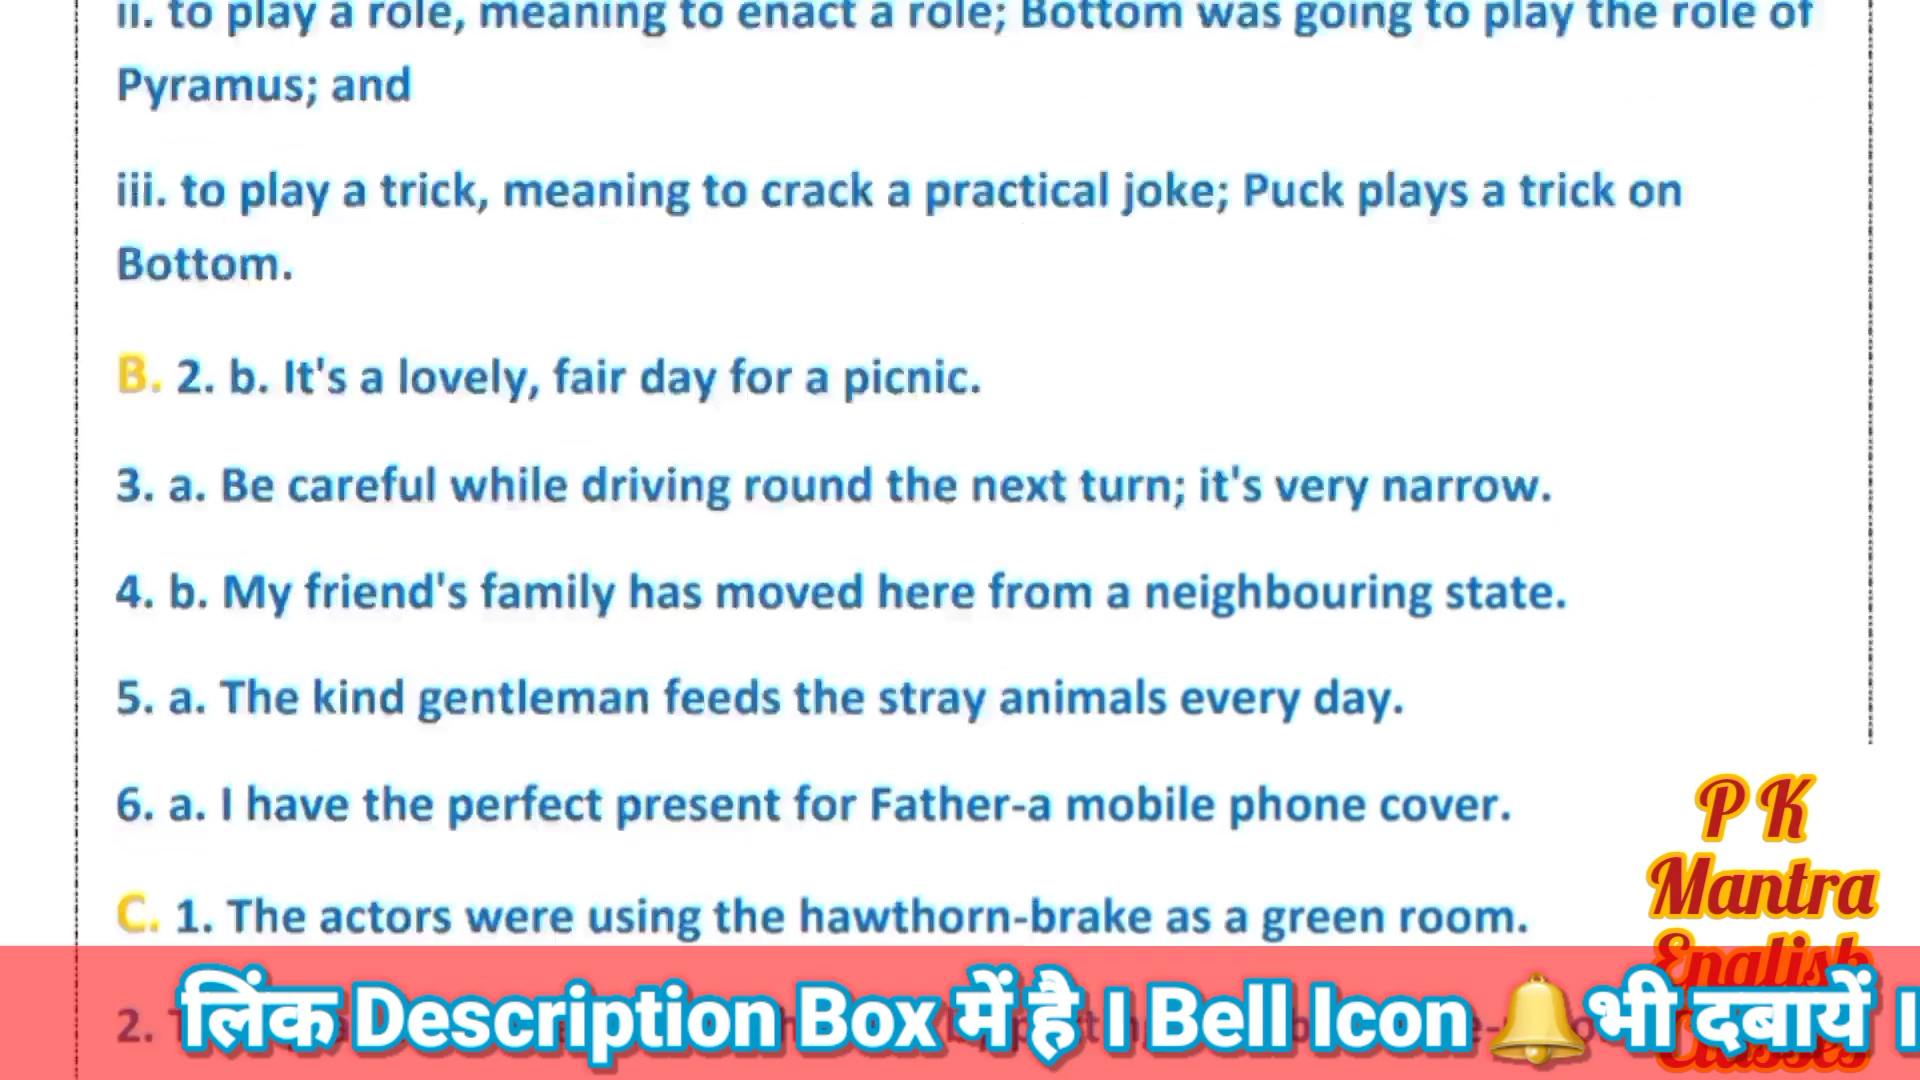 ii. to play a role, meaning to enact a role; Bottom was going to play the role of
Pyramus; and
iii. to play a trick, meaning to crack a practical joke; Puck plays a trick on
Bottom.
B. 2. b. It's a lovely, fair day for a picnic.
3. a. Be careful while driving round the next turn; it's very narrow.
4. b. My friend's family has moved here from a neighbouring state.
5. a. The kind gentleman feeds the stray animals every day.
6. a. I have the perfect present for Father-a mobile phone cover.
C. 1. The actors were using the hawthorn-brake as a green room.
2.
P K
Mantra
English
Classes
लिंक Description Box में है । Bell Icon 🔔भी दबायें ।